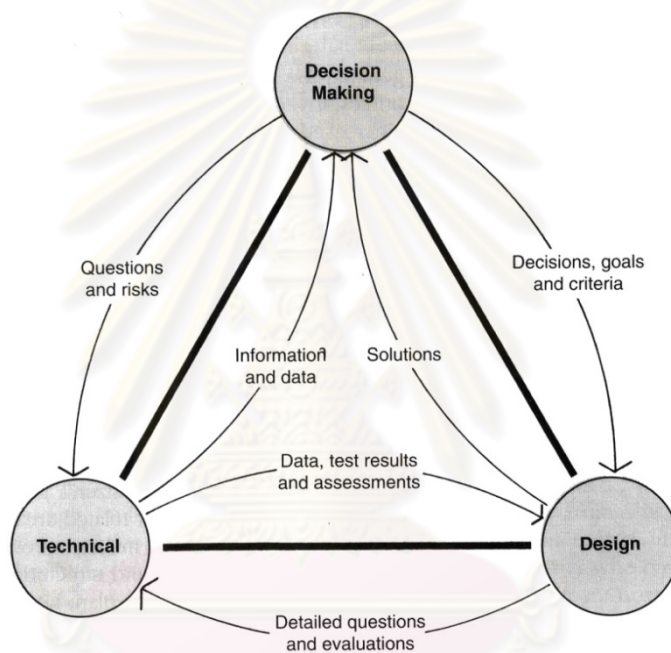 Decision
Making
Questions
and risks
Decisions, goals
and criteria
Information
and data
Solutions
Data, test results
and assessments
Technical
Design
Detailed questions
and evaluations